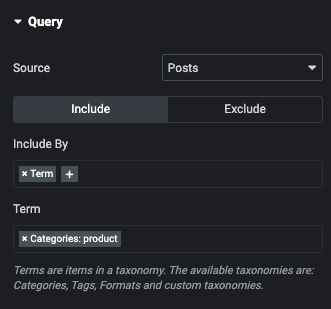 Query
Source
Posts
Include
Exclude
Include By
× Term
+
Term
× Categories: product
Terms are items in a taxonomy. The available taxonomies are:
Categories, Tags, Formats and custom taxonomies.